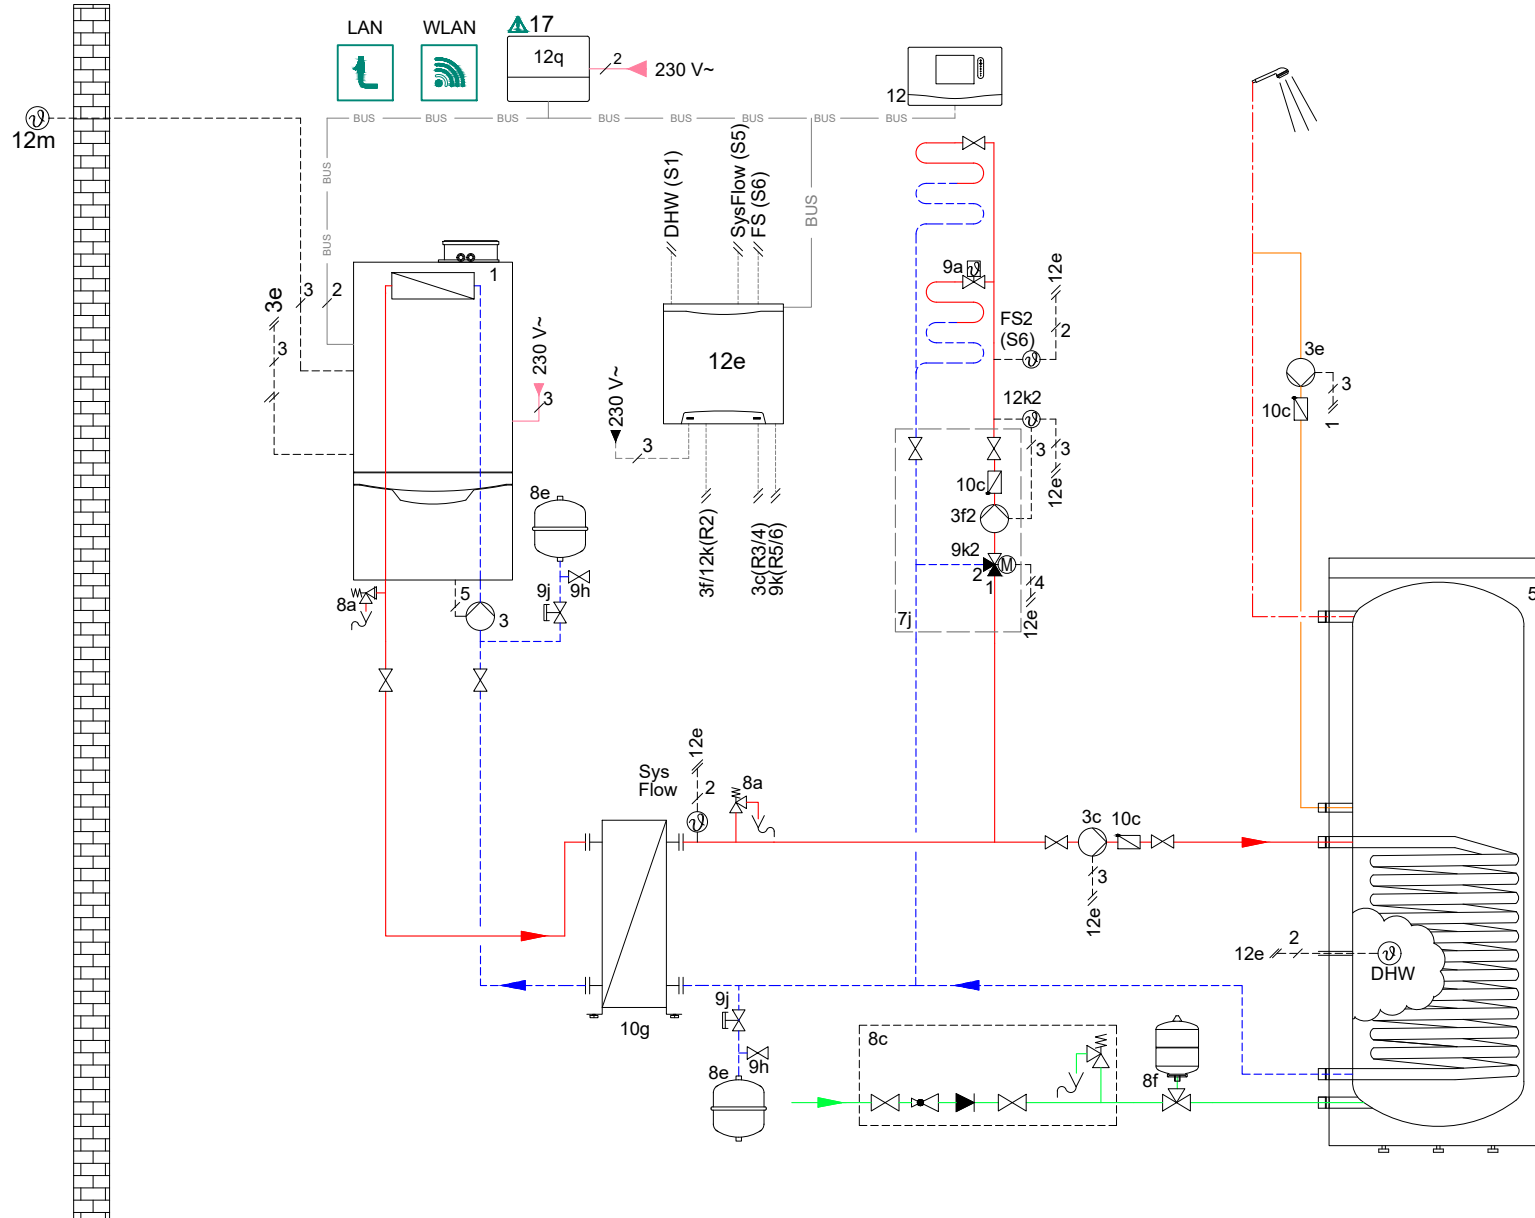 LAN
WLAN
17
12q
2
230 V~
12
12m
BUS
BUS
BUS
BUS
BUS
BUS
BUS
BUS
BUS
BUS
BUS
DHW (S1)
SysFlow (S5)
FS (S6)
1
3e
3
3
2
3
230 V~
3
12e
230 V~
3
3f/12k(R2)
3c(R3/4)
9k(R5/6)
9a
12e
FS2
(S6)
2
12k2
3
3
12e
10c
3f2
9k2
M
2
1
4
12e
7j
3e
3
10c
1
8e
9j
9h
8a
5
3
5
Sys
Flow
12e
2
8a
3c
10c
3
12e
12e
2
DHW
10g
9j
9h
8e
8c
8f